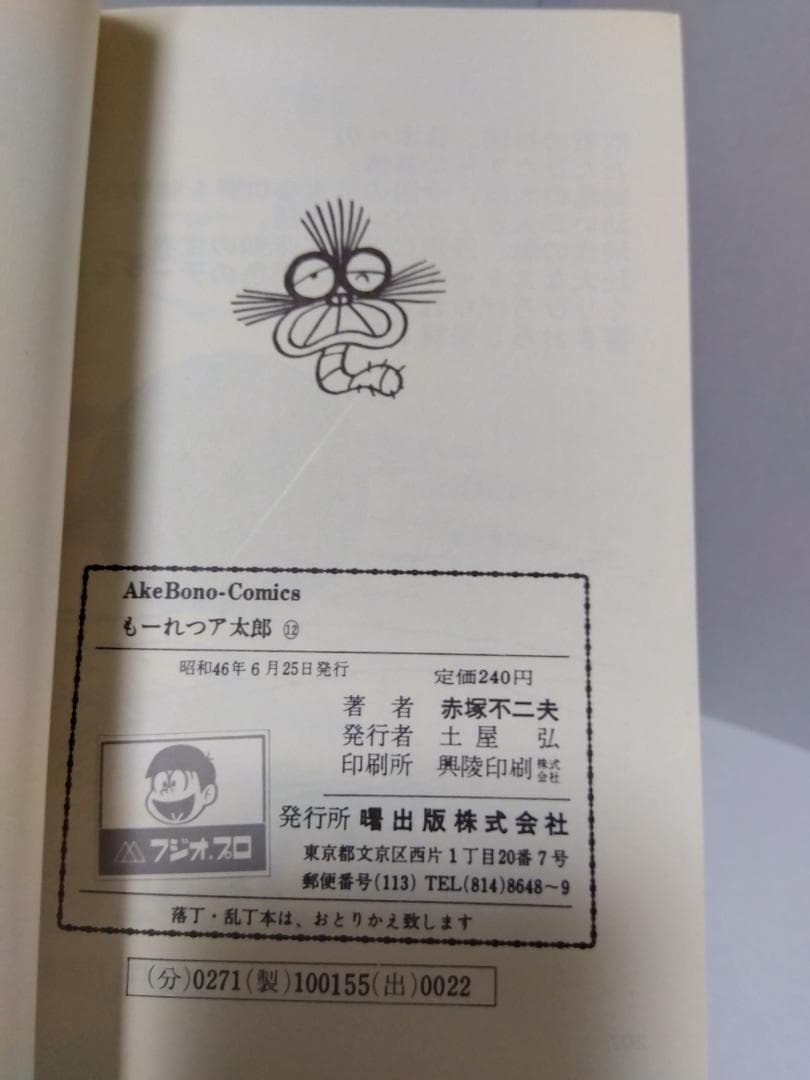 AkeBono-Comics
もーれつア太郎 ⑫
昭和46年6月25日発行
定価240円
著者 赤塚不二夫
発行者 土屋 弘
印刷所 興陵印刷株式会社
フジオ.プロ
発行所 曙出版株式会社
東京都文京区西片1丁目20番7号
郵便番号(113) TEL(814)8648~9
落丁・乱丁本は、おとりかえ致します
(分)0271(製)100155(出)0022